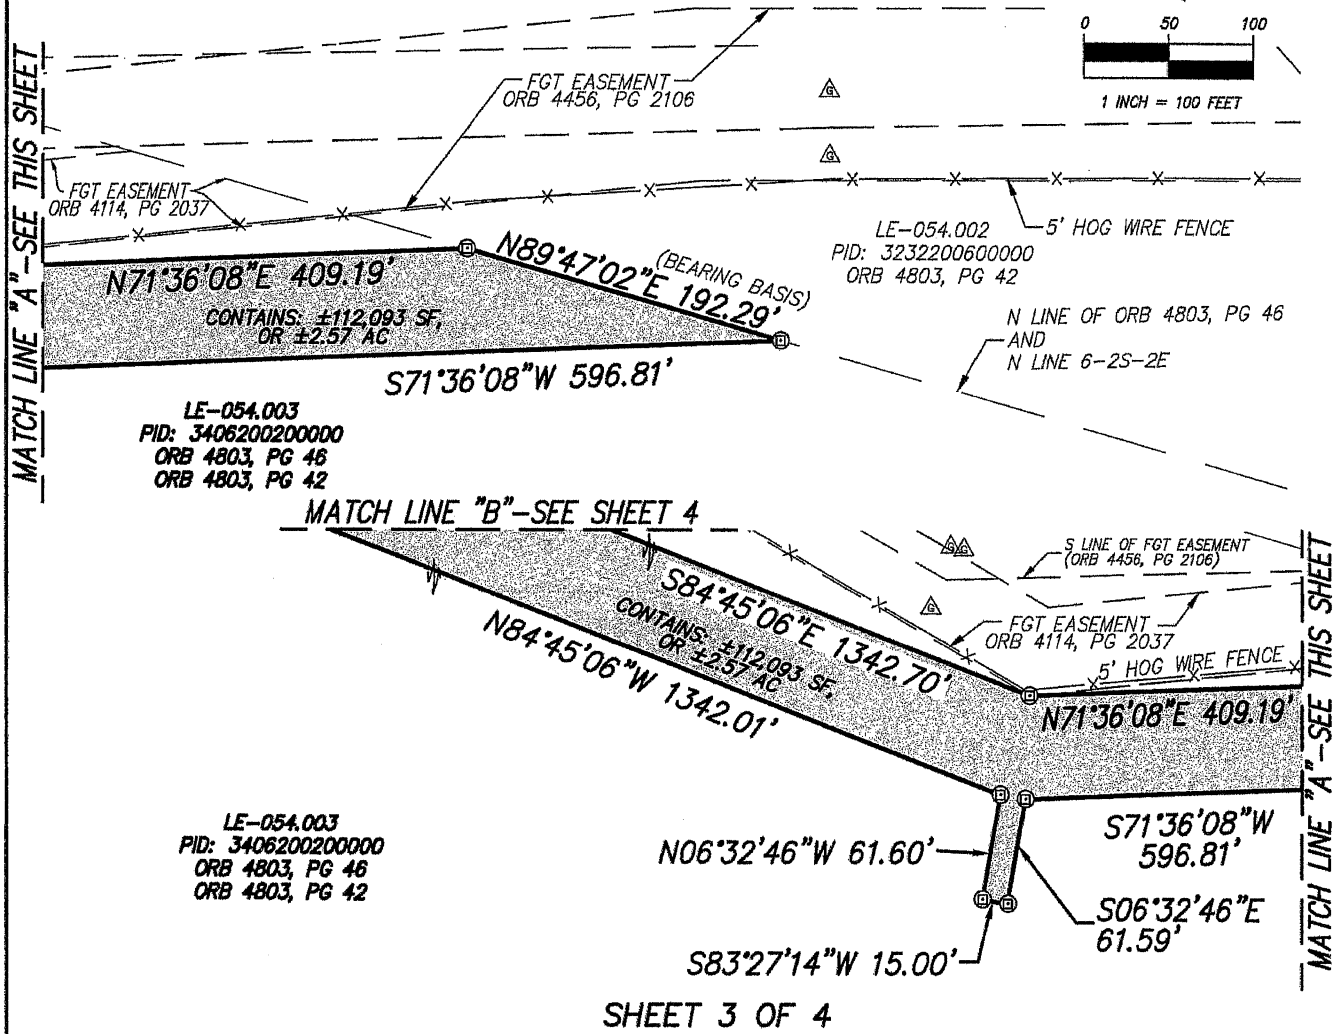 0 50 100
1 INCH = 100 FEET
FGT EASEMENT
ORB 4456, PG 2106
G
G
MATCH LINE "A"-SEE THIS SHEET
FGT EASEMENT
ORB 4114, PG 2037
LE-054.002
PID: 3232200600000
ORB 4803, PG 42
5' HOG WIRE FENCE
N71°36'08"E 409.19'
N89°47'02"E 192.29'
(BEARING BASIS)
CONTAINS: ±112,093 SF,
OR ±2.57 AC
N LINE OF ORB 4803, PG 46
AND
N LINE 6-2S-2E
S71°36'08"W 596.81'
LE-054.003
PID: 3406200200000
ORB 4803, PG 46
ORB 4803, PG 42
MATCH LINE "B"-SEE SHEET 4
G G
S LINE OF FGT EASEMENT
(ORB 4456, PG 2106)
G
S84°45'06"E 1342.70'
CONTAINS: ±112,093 SF,
OR ±2.57 AC
N84°45'06"W 1342.01'
FGT EASEMENT
ORB 4114, PG 2037
5' HOG WIRE FENCE
N71°36'08"E 409.19'
MATCH LINE "A"-SEE THIS SHEET
LE-054.003
PID: 3406200200000
ORB 4803, PG 46
ORB 4803, PG 42
N06°32'46"W 61.60'
S71°36'08"W
596.81'
S06°32'46"E
61.59'
S83°27'14"W 15.00'
SHEET 3 OF 4